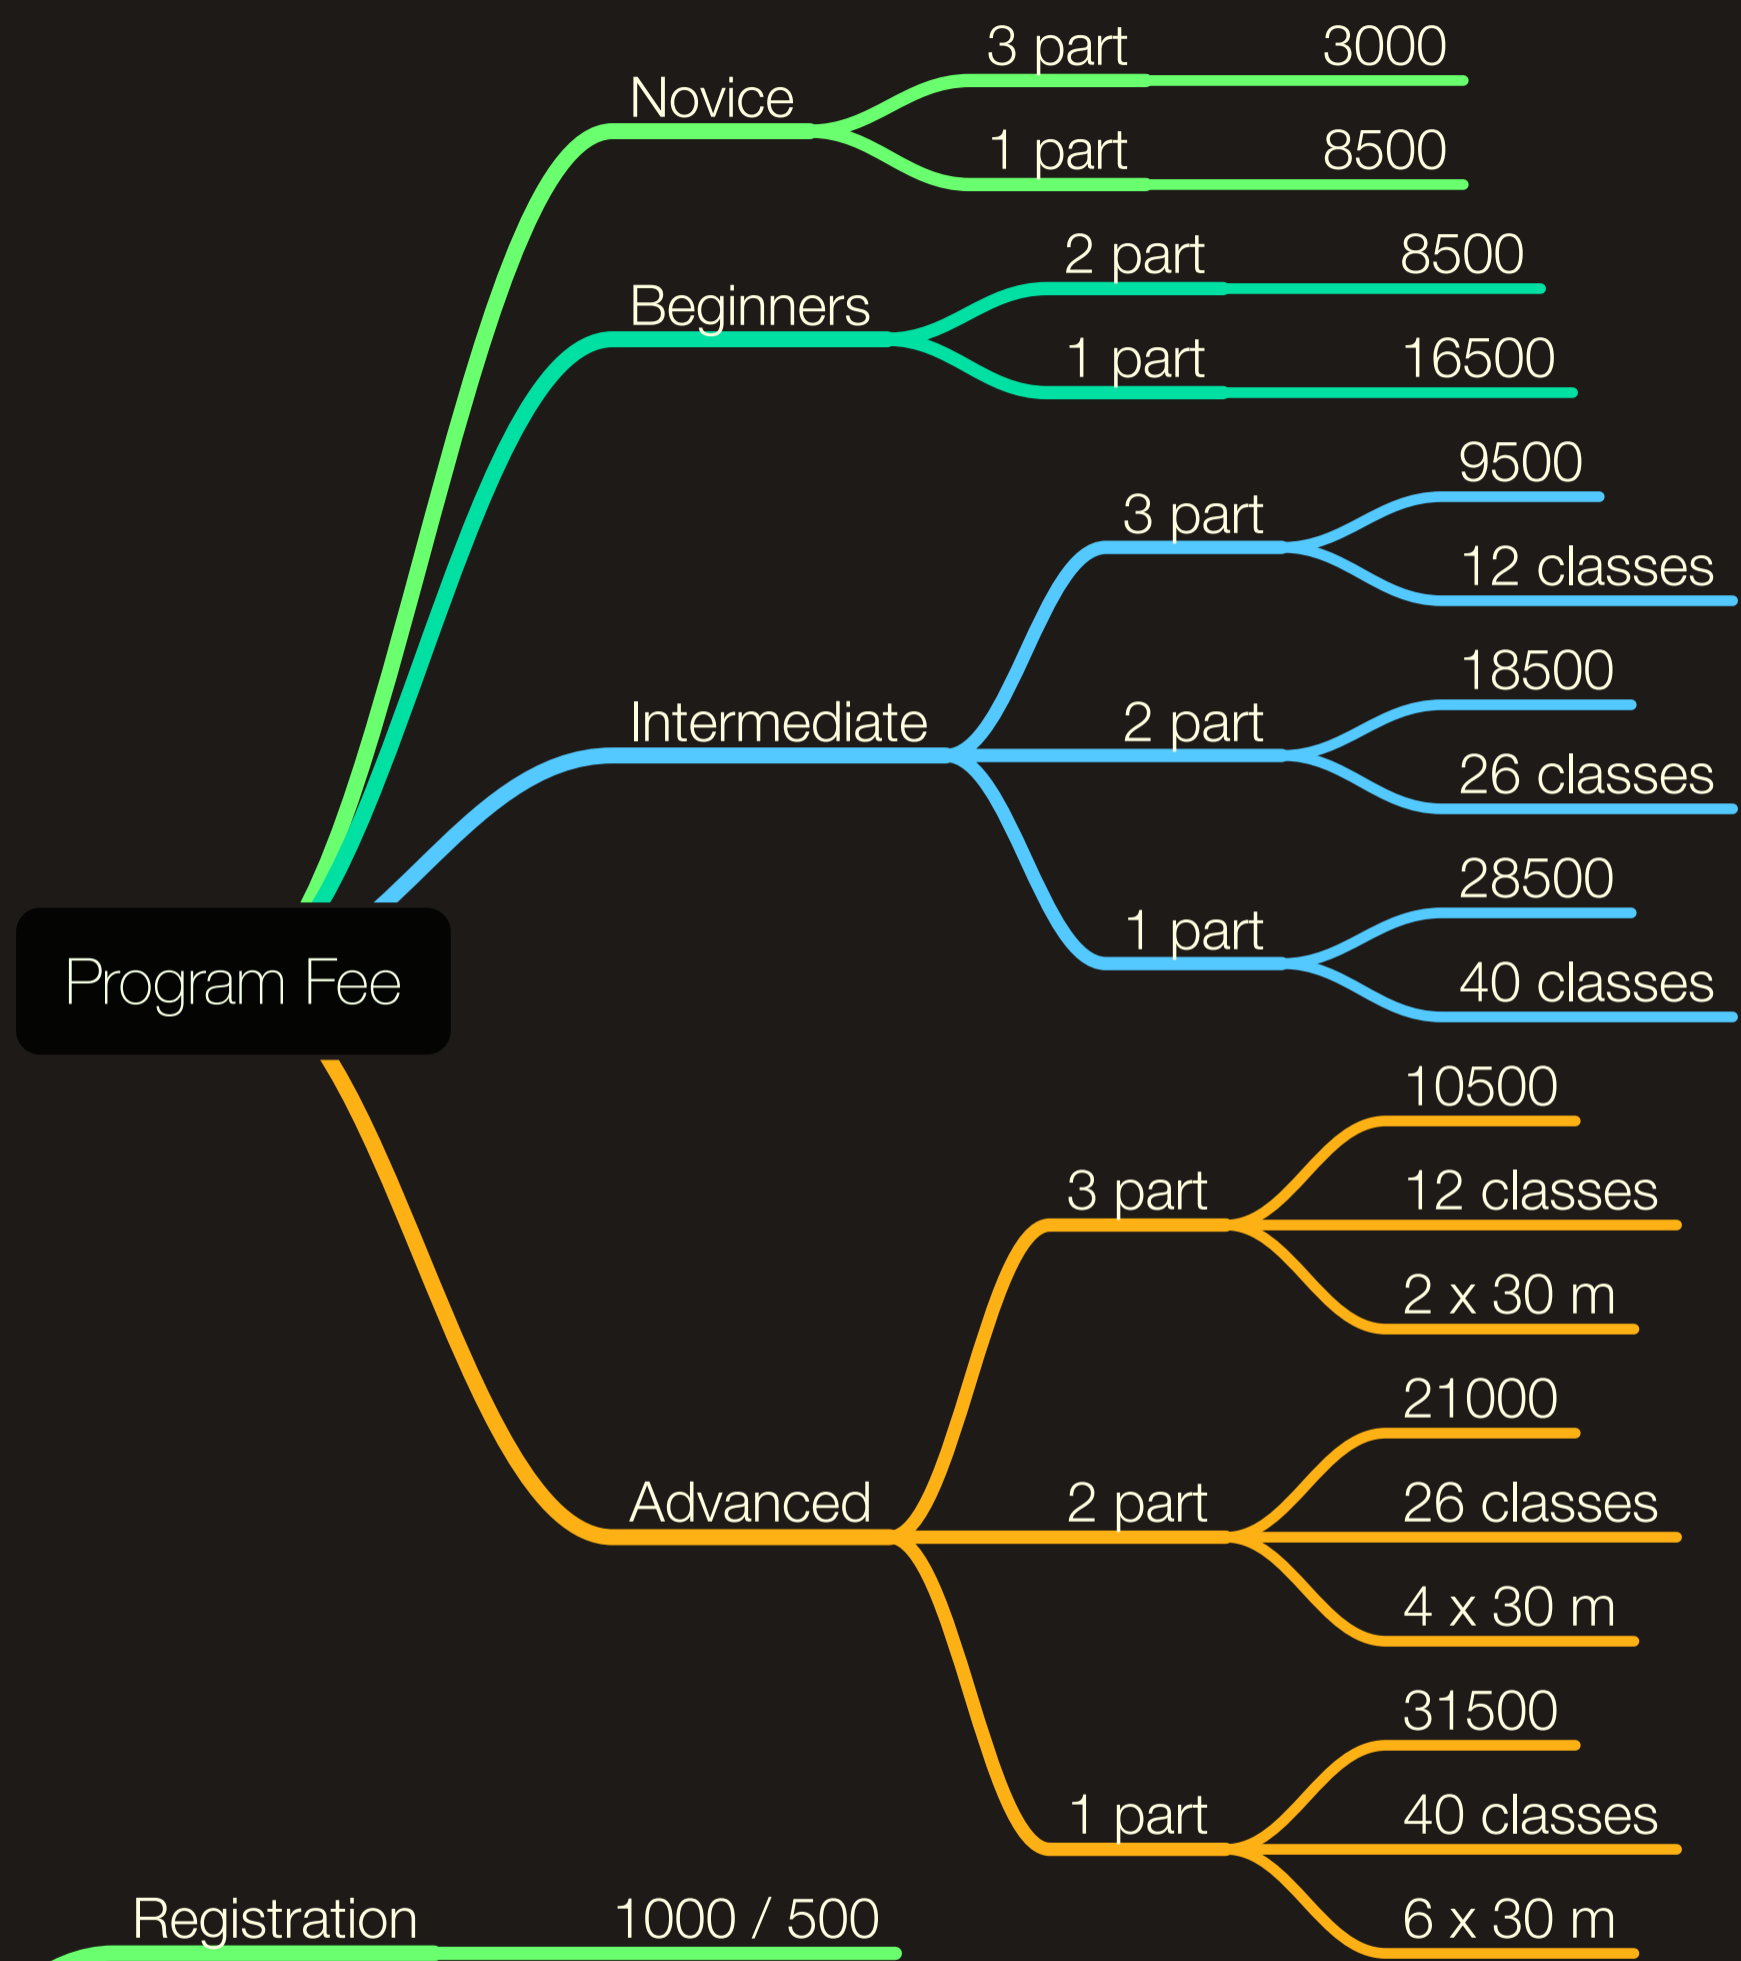 Program Fee
Novice
3 part
3000
1 part
8500
Beginners
2 part
8500
1 part
16500
Intermediate
3 part
9500
12 classes
2 part
18500
26 classes
1 part
28500
40 classes
Advanced
3 part
10500
12 classes
2 x 30 m
2 part
21000
26 classes
4 x 30 m
1 part
31500
40 classes
6 x 30 m
Registration
1000 / 500